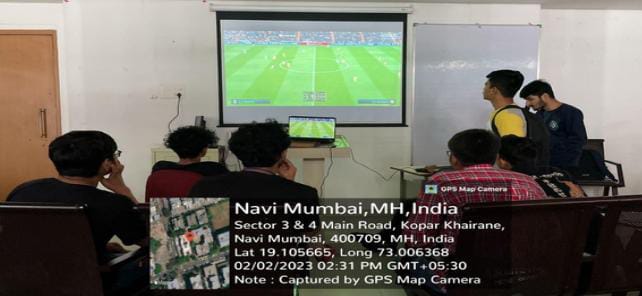 GPS Map Camera
Navi Mumbai,MH,India
Sector 3 & 4 Main Road, Kopar Khairane,
Navi Mumbai, 400709, MH, India
Lat 19.105665, Long 73.006368
02/02/2023 02:31 PM GMT+05:30
Note : Captured by GPS Map Camera